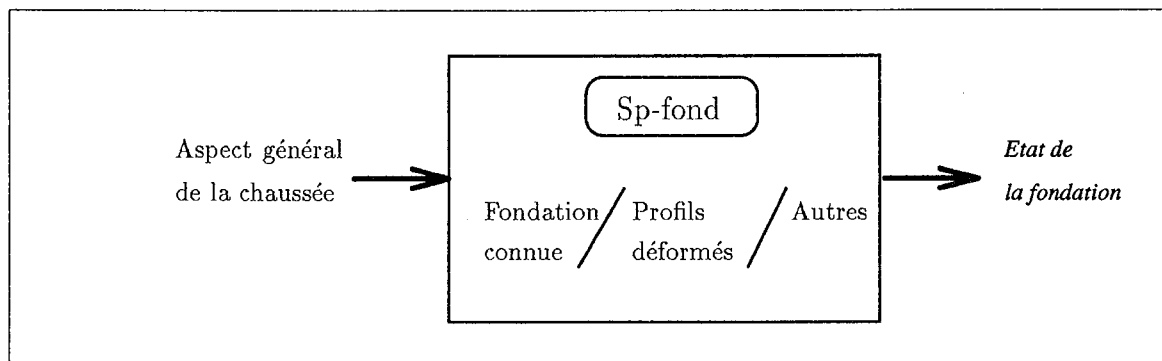 Sp-fond
Aspect général
de la chaussée
Fondation
connue
Profils
déformés
Autres
Etat de
la fondation